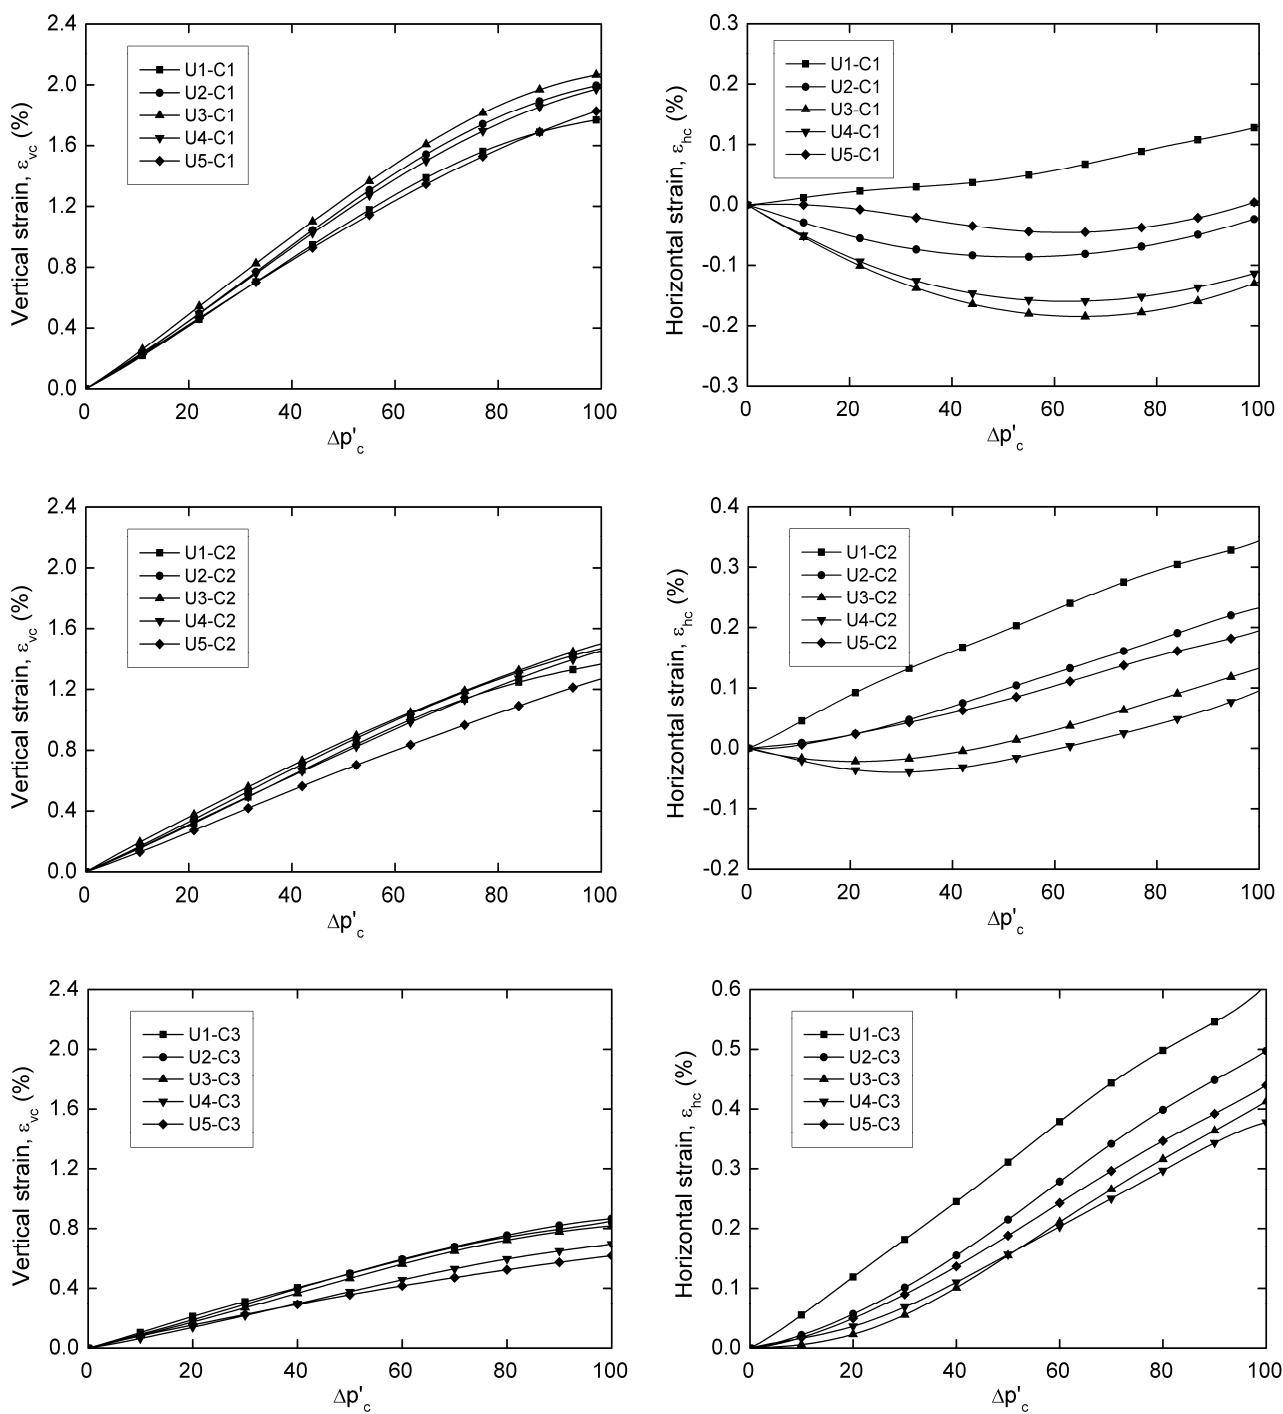 2.4
2.0
1.6
1.2
0.8
0.4
0.0
Vertical strain, εvc (%)
U1-C1
U2-C1
U3-C1
U4-C1
U5-C1
0 20 40 60 80 100
Δp'c
0.3
0.2
0.1
0.0
-0.1
-0.2
-0.3
Horizontal strain, εhc (%)
U1-C1
U2-C1
U3-C1
U4-C1
U5-C1
0 20 40 60 80 100
Δp'c
2.4
2.0
1.6
1.2
0.8
0.4
0.0
Vertical strain, εvc (%)
U1-C2
U2-C2
U3-C2
U4-C2
U5-C2
0 20 40 60 80 100
Δp'c
0.4
0.3
0.2
0.1
0.0
-0.1
-0.2
Horizontal strain, εhc (%)
U1-C2
U2-C2
U3-C2
U4-C2
U5-C2
0 20 40 60 80 100
Δp'c
2.4
2.0
1.6
1.2
0.8
0.4
0.0
Vertical strain, εvc (%)
U1-C3
U2-C3
U3-C3
U4-C3
U5-C3
0 20 40 60 80 100
Δp'c
0.6
0.5
0.4
0.3
0.2
0.1
0.0
Horizontal strain, εhc (%)
U1-C3
U2-C3
U3-C3
U4-C3
U5-C3
0 20 40 60 80 100
Δp'c